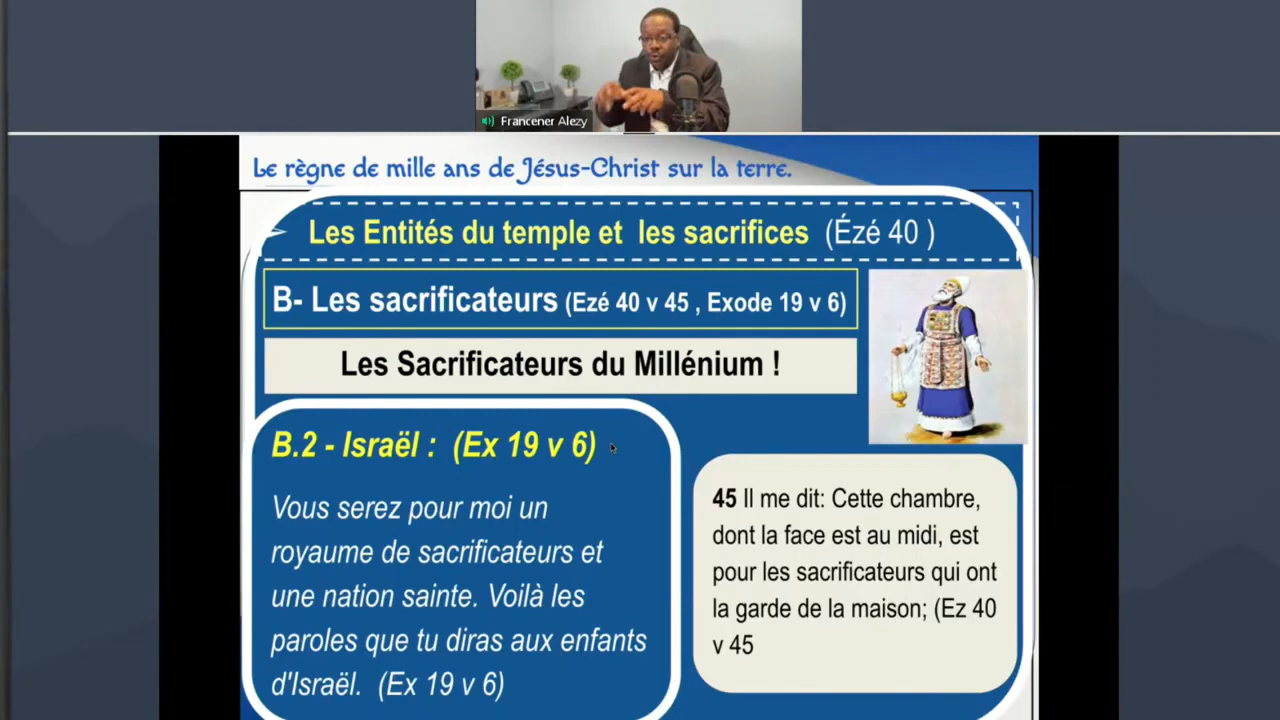 Francener Alezy
Le règne de mille ans de Jésus-Christ sur la terre.
Les Entités du temple et les sacrifices (Ézé 40 )
B- Les sacrificateurs (Ezé 40 v 45 , Exode 19 v 6)
Les Sacrificateurs du Millénium !
B.2 - Israël : (Ex 19 v 6)
Vous serez pour moi un
royaume de sacrificateurs et
une nation sainte. Voilà les
paroles que tu diras aux enfants
d'Israël. (Ex 19 v 6)
45 Il me dit: Cette chambre,
dont la face est au midi, est
pour les sacrificateurs qui ont
la garde de la maison; (Ez 40
v 45